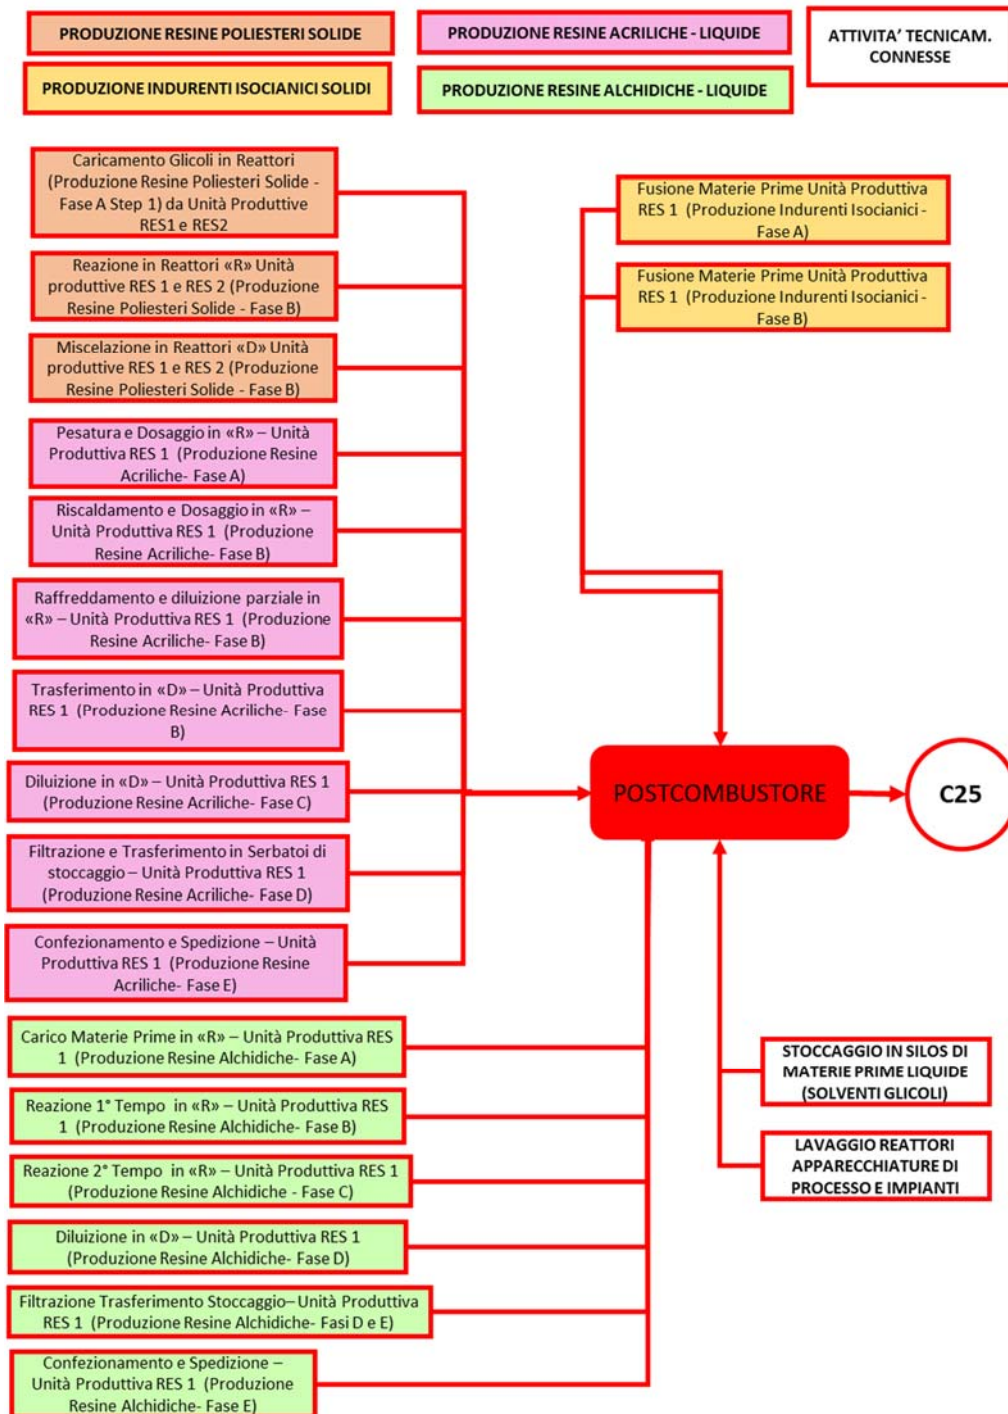 PRODUZIONE RESINE POLIESTERI SOLIDE
PRODUZIONE RESINE ACRILICHE - LIQUIDE
ATTIVITA’ TECNICAM.
CONNESSE
PRODUZIONE INDURENTI ISOCIANICI SOLIDI
PRODUZIONE RESINE ALCHIDICHE - LIQUIDE
Caricamento Glicoli in Reattori
(Produzione Resine Poliesteri Solide -
Fase A Step 1) da Unità Produttive
RES1 e RES2
Reazione in Reattori «R» Unità
produttive RES 1 e RES 2 (Produzione
Resine Poliesteri Solide - Fase B)
Miscelazione in Reattori «D» Unità
produttive RES 1 e RES 2 (Produzione
Resine Poliesteri Solide - Fase B)
Pesatura e Dosaggio in «R» – Unità
Produttiva RES 1 (Produzione Resine
Acriliche- Fase A)
Riscaldamento e Dosaggio in «R» –
Unità Produttiva RES 1 (Produzione
Resine Acriliche- Fase B)
Raffreddamento e diluizione parziale in
«R» – Unità Produttiva RES 1 (Produzione
Resine Acriliche- Fase B)
Trasferimento in «D» – Unità Produttiva
RES 1 (Produzione Resine Acriliche- Fase
B)
Diluizione in «D» – Unità Produttiva RES 1
(Produzione Resine Acriliche- Fase C)
Filtrazione e Trasferimento in Serbatoi di
stoccaggio – Unità Produttiva RES 1
(Produzione Resine Acriliche- Fase D)
Confezionamento e Spedizione – Unità
Produttiva RES 1 (Produzione Resine
Acriliche- Fase E)
Carico Materie Prime in «R» – Unità Produttiva RES
1 (Produzione Resine Alchidiche- Fase A)
Reazione 1° Tempo in «R» – Unità Produttiva RES
1 (Produzione Resine Alchidiche- Fase B)
Reazione 2° Tempo in «R» – Unità Produttiva RES 1
(Produzione Resine Alchidiche - Fase C)
Diluizione in «D» – Unità Produttiva RES 1
(Produzione Resine Alchidiche- Fase D)
Filtrazione Trasferimento Stoccaggio– Unità Produttiva
RES 1 (Produzione Resine Alchidiche- Fasi D e E)
Confezionamento e Spedizione –
Unità Produttiva RES 1 (Produzione
Resine Alchidiche- Fase E)
Fusione Materie Prime Unità Produttiva
RES 1 (Produzione Indurenti Isocianici -
Fase A)
Fusione Materie Prime Unità Produttiva
RES 1 (Produzione Indurenti Isocianici -
Fase B)
POSTCOMBUSTORE
C25
STOCCAGGIO IN SILOS DI
MATERIE PRIME LIQUIDE
(SOLVENTI GLICOLI)
LAVAGGIO REATTORI
APPARECCHIATURE DI
PROCESSO E IMPIANTI